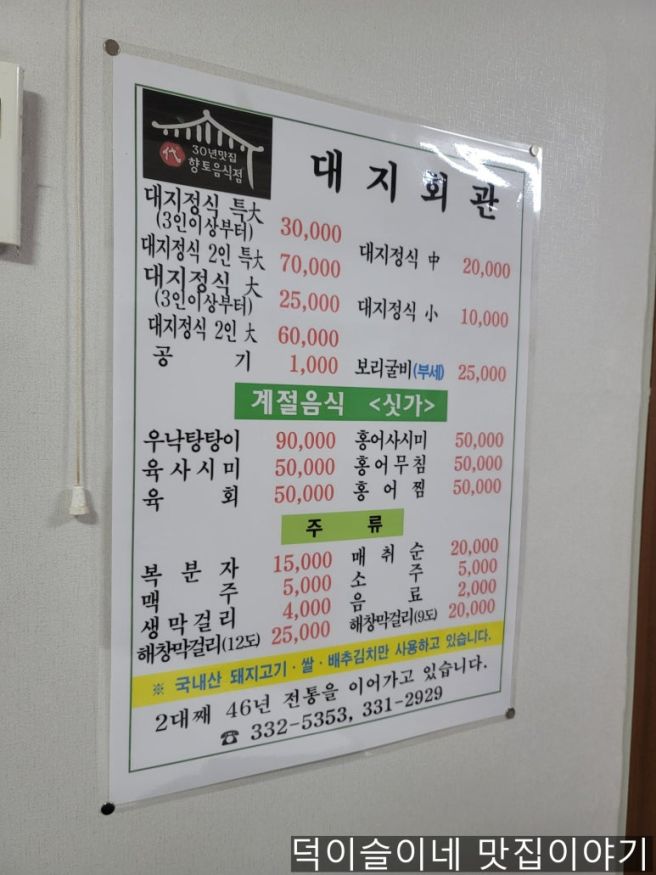 30년맛집
代 향토음식점
대지회관
대지정식 특大
(3인이상부터) 30,000
대지정식 2인 특大 70,000
대지정식 大
(3인이상부터) 25,000
대지정식 2인 大 60,000
공기 1,000
대지정식 中 20,000
대지정식 小 10,000
보리굴비(부세) 25,000
계절음식 <싯가>
우낙탕탕이 90,000
육사시미 50,000
육회 50,000
홍어사시미 50,000
홍어무침 50,000
홍어찜 50,000
주류
복분자 15,000
맥주 5,000
생막걸리 4,000
해창막걸리(12도) 25,000
매취순 20,000
소주 5,000
음료 2,000
해창막걸리(9도) 20,000
※ 국내산 돼지고기·쌀·배추김치만 사용하고 있습니다.
2대째 46년 전통을 이어가고 있습니다.
☎ 332-5353, 331-2929
덕이슬이네 맛집이야기